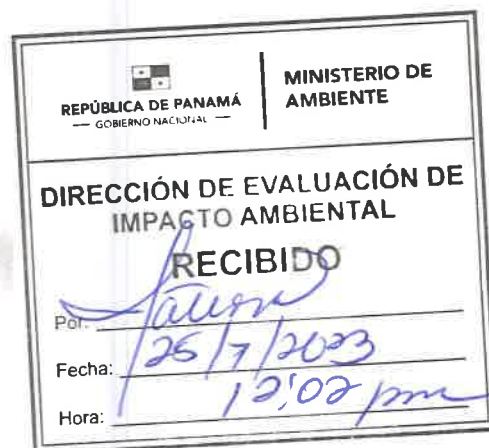 REPÚBLICA DE PANAMÁ
— GOBIERNO NACIONAL —
MINISTERIO DE
AMBIENTE
DIRECCIÓN DE EVALUACIÓN DE
IMPACTO AMBIENTAL
RECIBIDO
Por:
Fecha: 25/7/2023
Hora: 12:02 pm